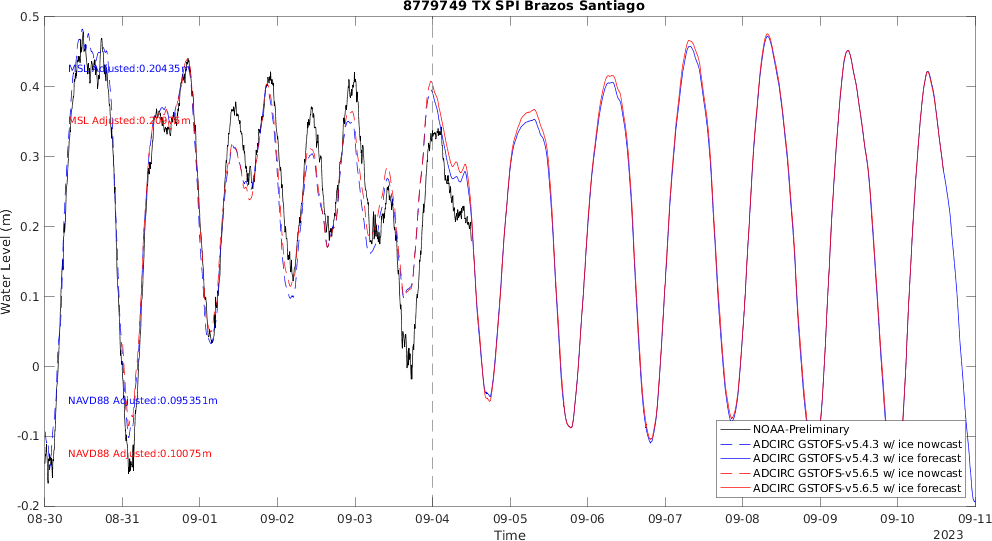 8779749 TX SPI Brazos Santiago
0.5
0.4
0.3
0.2
0.1
0
-0.1
-0.2
Water Level (m)
MSL Adjusted:0.20435m
NAVD88 Adjusted:0.095351m
NAVD88 Adjusted:0.10075m
NOAA-Preliminary
ADCIRC GSTOFS-v5.4.3 w/ ice nowcast
ADCIRC GSTOFS-v5.4.3 w/ ice forecast
ADCIRC GSTOFS-v5.6.5 w/ ice nowcast
ADCIRC GSTOFS-v5.6.5 w/ ice forecast
08-30 08-31 09-01 09-02 09-03 09-04 09-05 09-06 09-07 09-08 09-09 09-10 09-11
Time
2023